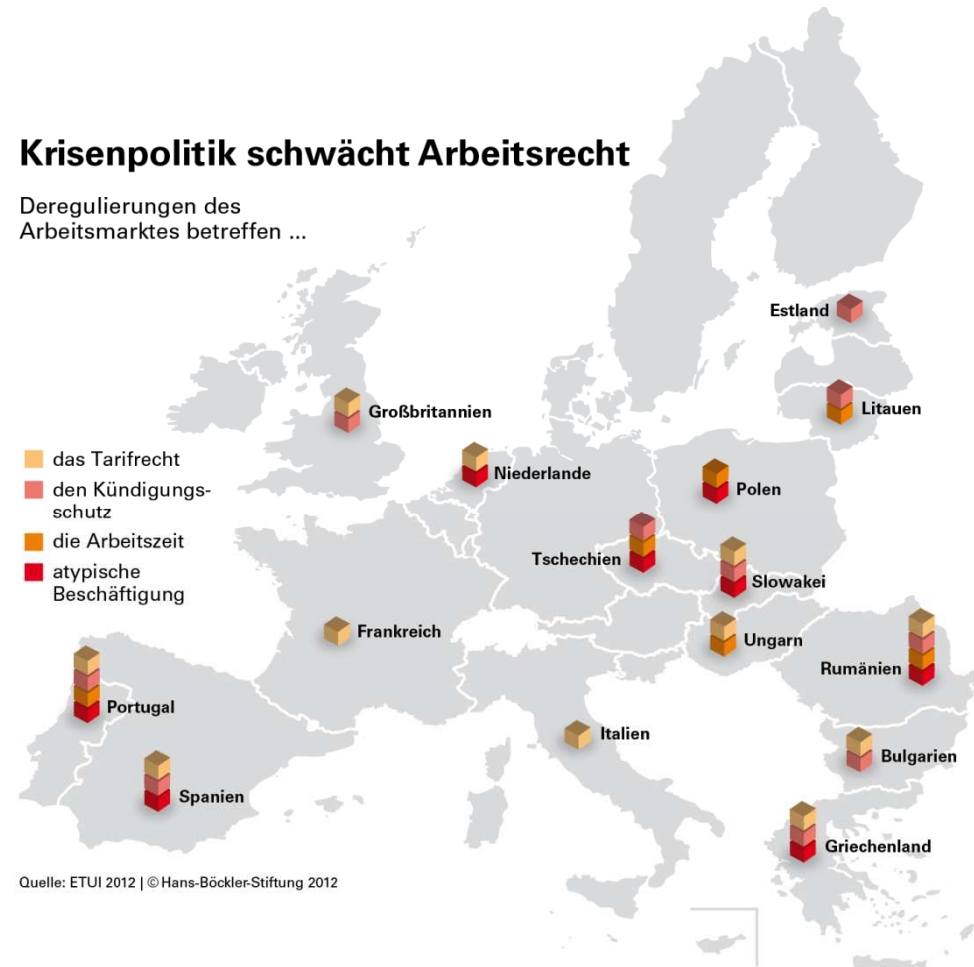 Krisenpolitik schwächt Arbeitsrecht
Deregulierungen des
Arbeitsmarktes betreffen ...
Estland
Litauen
Großbritannien
Niederlande
Polen
das Tarifrecht
den Kündigungs-
schutz
die Arbeitszeit
atypische
Beschäftigung
Tschechien
Slowakei
Frankreich
Ungarn
Rumänien
Portugal
Italien
Bulgarien
Spanien
Griechenland
Quelle: ETUI 2012 | © Hans-Böckler-Stiftung 2012